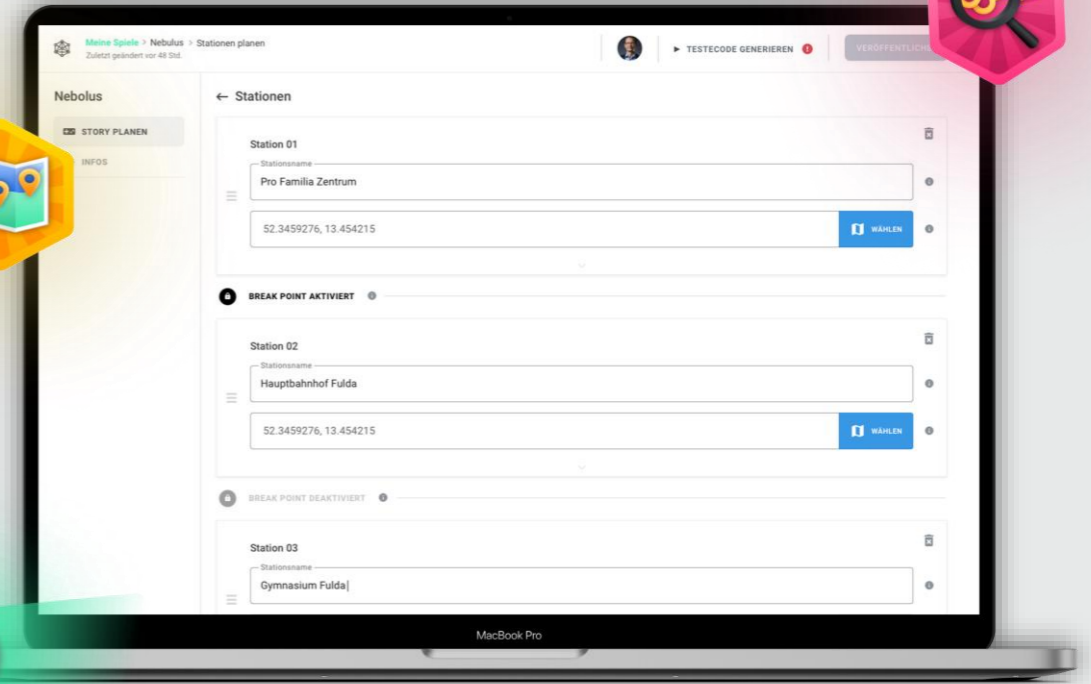 Meine Spiele > Nebulus > Stationen planen
Zuletzt geändert vor 48 Std.
► TESTECODE GENERIEREN
Nebolus
← Stationen
STORY PLANEN
INFOS
Station 01
Stationsname
Pro Familia Zentrum
52.3459276, 13.454215
WÄHLEN
BREAK POINT AKTIVIERT
Station 02
Stationsname
Hauptbahnhof Fulda
52.3459276, 13.454215
WÄHLEN
BREAK POINT DEAKTIVIERT
Station 03
Stationsname
Gymnasium Fulda
MacBook Pro